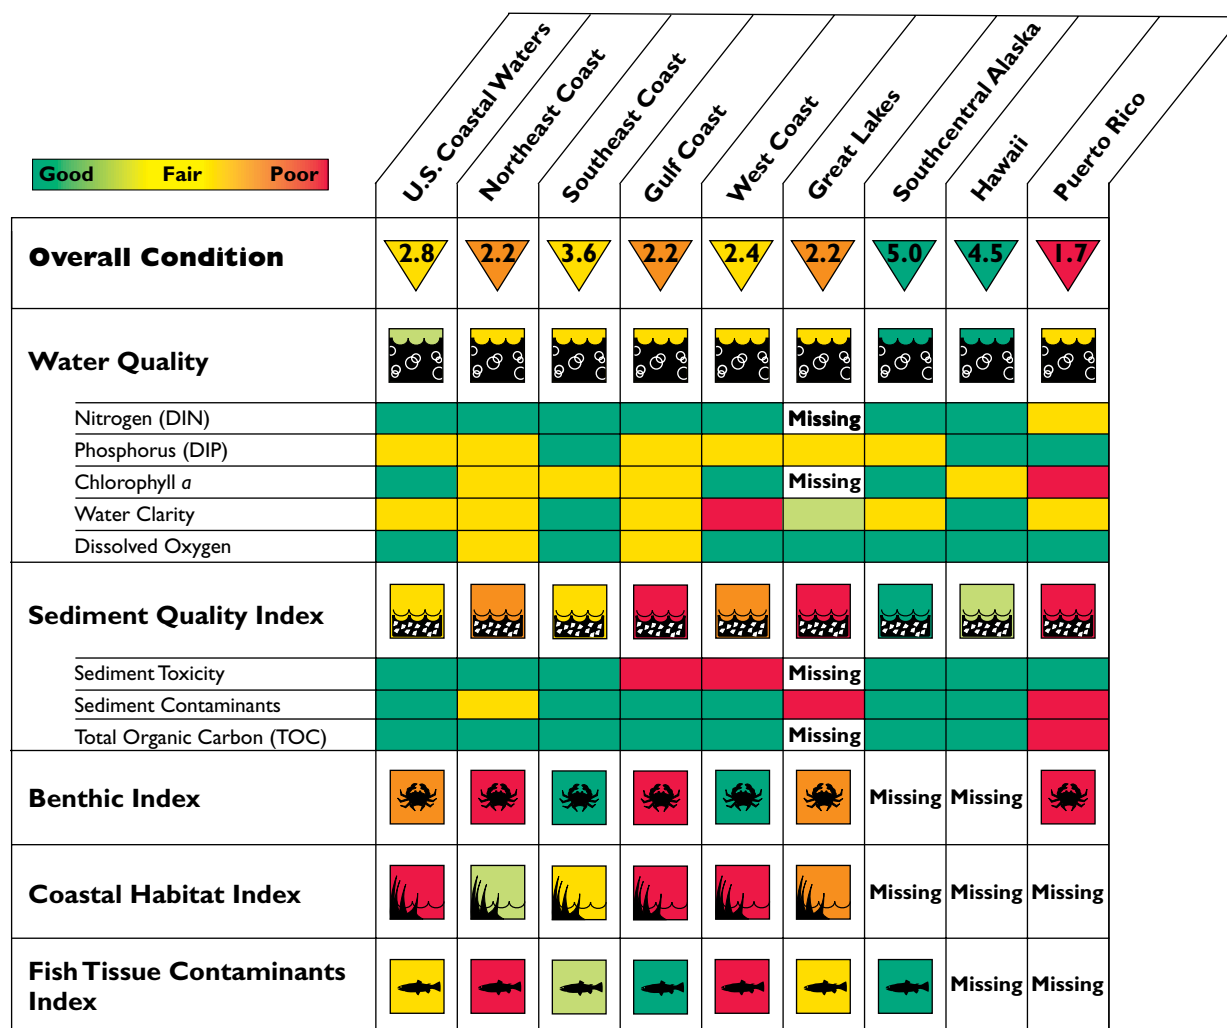 U.S. Coastal Waters
Northeast Coast
Southeast Coast
Gulf Coast
West Coast
Great Lakes
Southcentral Alaska
Hawaii
Puerto Rico
Good Fair Poor
Overall Condition 2.8 2.2 3.6 2.2 2.4 2.2 5.0 4.5 1.7
Water Quality
Nitrogen (DIN) Missing
Phosphorus (DIP)
Chlorophyll a Missing
Water Clarity
Dissolved Oxygen
Sediment Quality Index
Sediment Toxicity Missing
Sediment Contaminants
Total Organic Carbon (TOC) Missing
Benthic Index Missing Missing
Coastal Habitat Index Missing Missing Missing
Fish Tissue Contaminants
Index Missing Missing